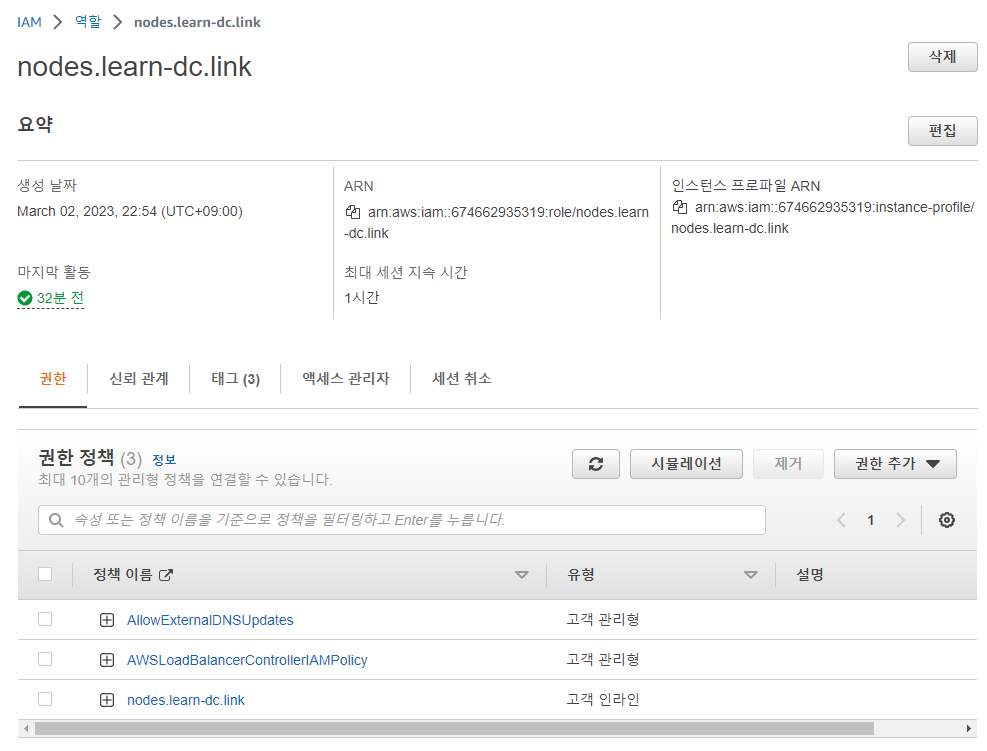 IAM > 역할 > nodes.learn-dc.link
nodes.learn-dc.link
삭제
요약
편집
생성 날짜
March 02, 2023, 22:54 (UTC+09:00)
ARN
arn:aws:iam::674662935319:role/nodes.learn
-dc.link
인스턴스 프로파일 ARN
arn:aws:iam::674662935319:instance-profile/
nodes.learn-dc.link
마지막 활동
32분 전
최대 세션 지속 시간
1시간
권한 신뢰 관계 태그 (3) 액세스 관리자 세션 취소
권한 정책 (3) 정보
최대 10개의 관리형 정책을 연결할 수 있습니다.
시뮬레이션 제거 권한 추가
속성 또는 정책 이름을 기준으로 정책을 필터링하고 Enter를 누릅니다.
1
정책 이름 유형 설명
AllowExternalDNSUpdates 고객 관리형
AWSLoadBalancerControllerIAMPolicy 고객 관리형
nodes.learn-dc.link 고객 인라인